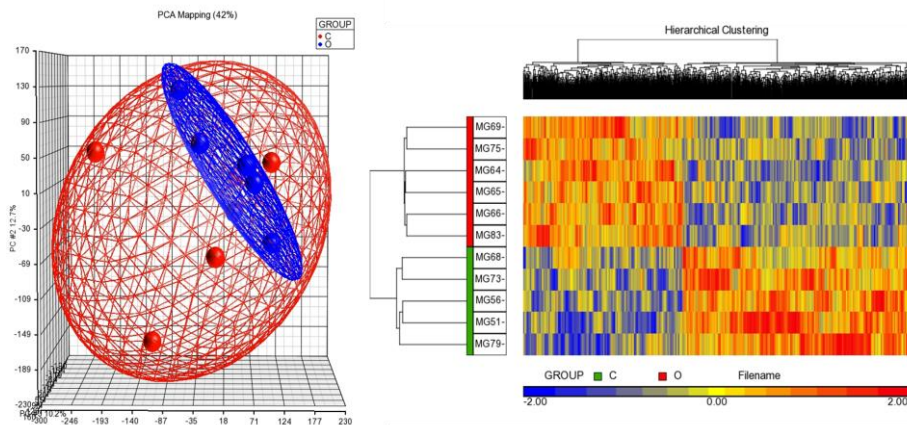 PCA Mapping (42%)
GROUP
C
O
170
130
90
50
10
-30
-69
-109
-149
-189
-230
PC #2 12.7%
-300 -246 -193 -140 -87 -35 18 71 124 177 230
Hierarchical Clustering
MG69-
MG75-
MG64-
MG65-
MG66-
MG83-
MG68-
MG73-
MG56-
MG51-
MG79-
GROUP C O Filename
-2.00 0.00 2.00